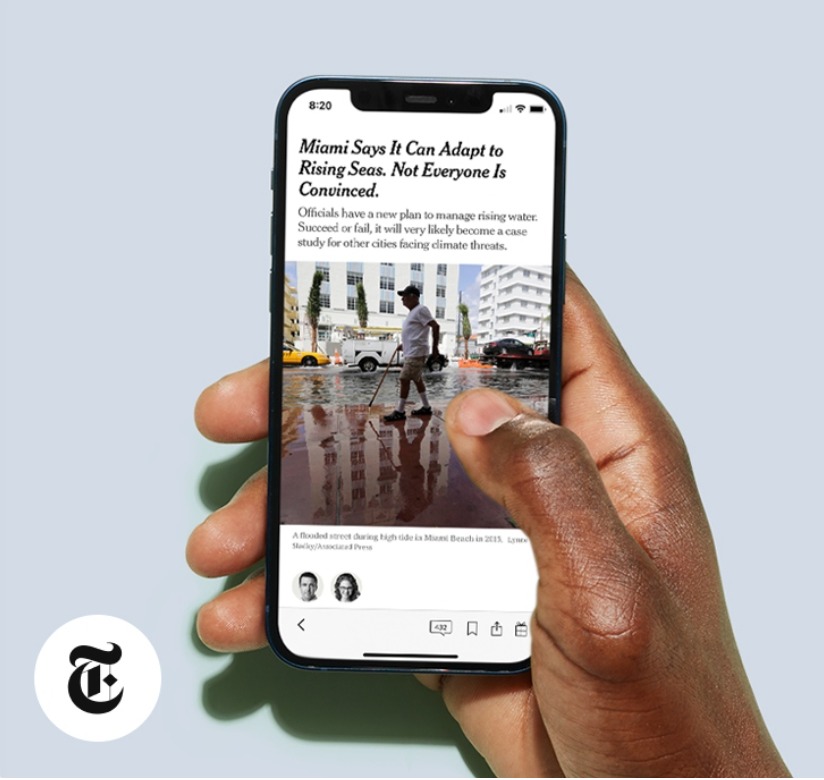 8:20
Miami Says It Can Adapt to
Rising Seas. Not Everyone Is
Convinced.
Officials have a new plan to manage rising water.
Succeed or fail, it will very likely become a case
study for other cities facing climate threats.
A flooded street during high tide in Miami Beach in 2015. Lynne
Sladky/Associated Press
432
T